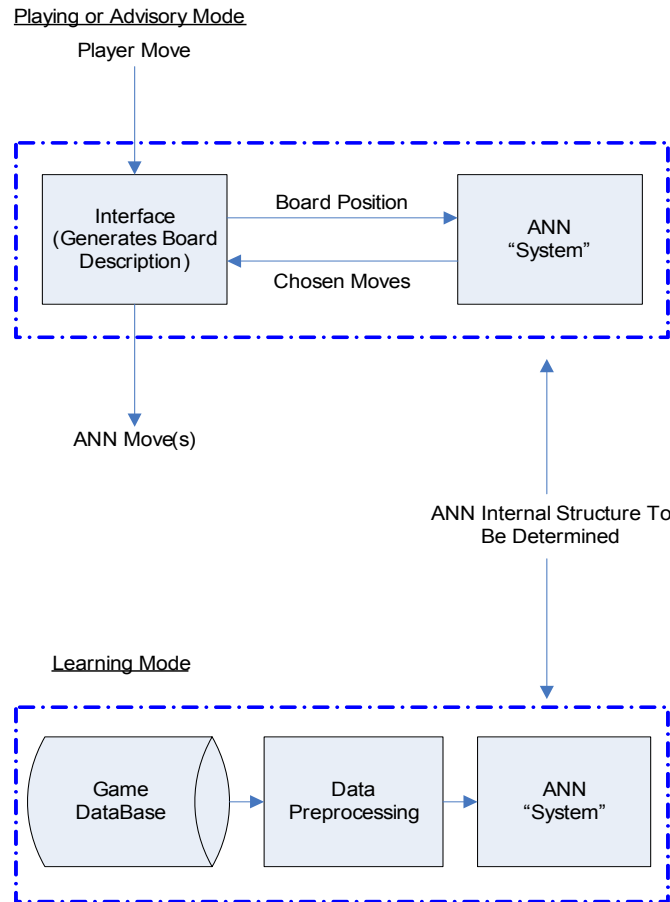 Playing or Advisory Mode
Player Move
Interface
(Generates Board
Description)
Board Position
Chosen Moves
ANN
“System”
ANN Move(s)
ANN Internal Structure To
Be Determined
Learning Mode
Game
DataBase
Data
Preprocessing
ANN
“System”